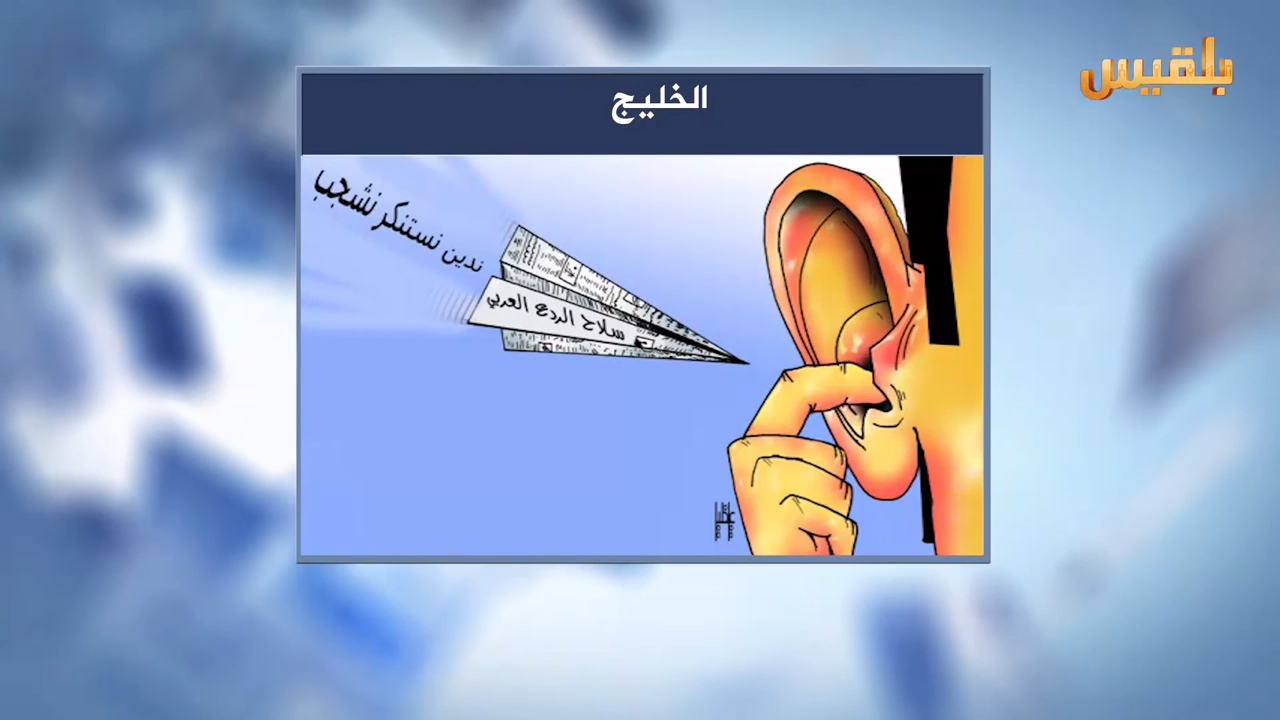 بلقيس
الخليج
ندين نستنكر نشجب
سلاح الردع العربي